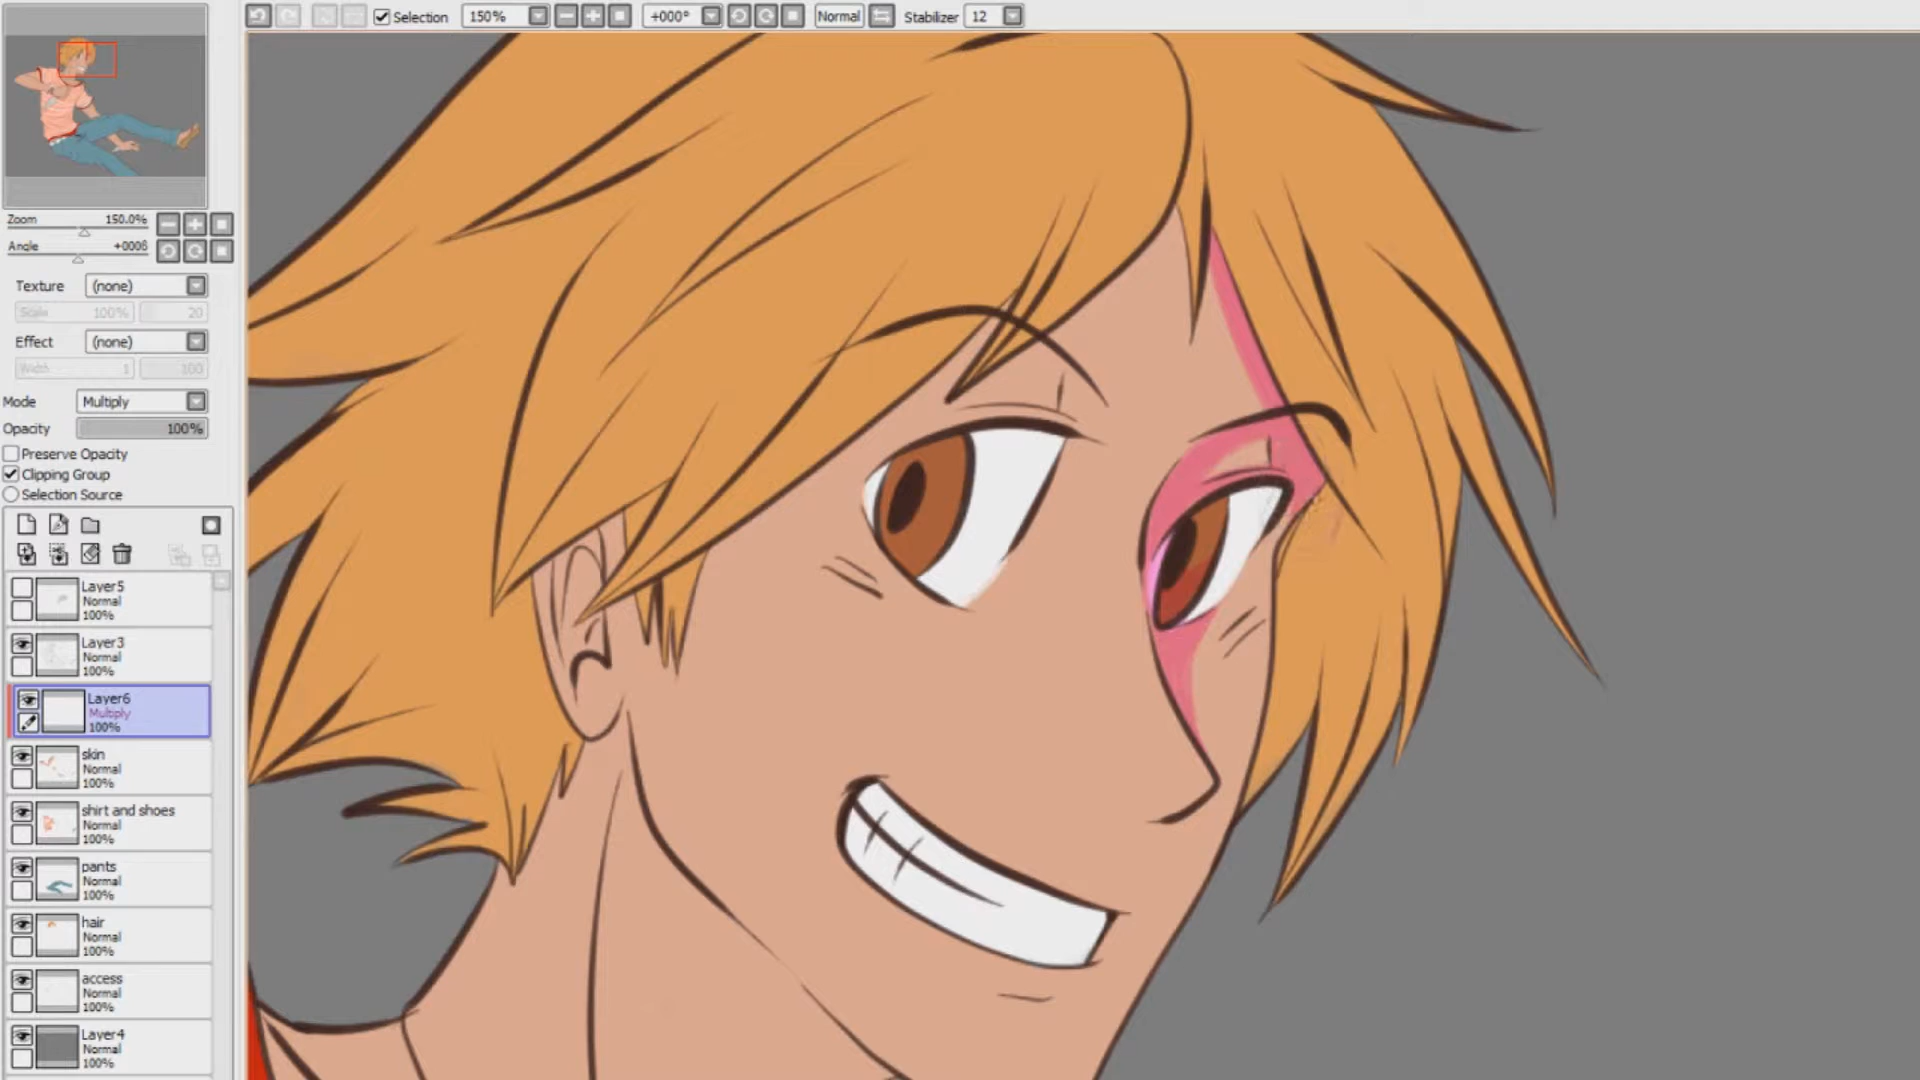 Selection 150% +000° Normal Stabilizer 12
Zoom 150.0%
Angle +000ß
Texture (none)
Scale 100% 20
Effect (none)
Width 1 100
Mode Multiply
Opacity 100%
Preserve Opacity
Clipping Group
Selection Source
Layer5
Normal
100%
Layer3
Normal
100%
Layer6
Multiply
100%
skin
Normal
100%
shirt and shoes
Normal
100%
pants
Normal
100%
hair
Normal
100%
access
Normal
100%
Layer4
Normal
100%